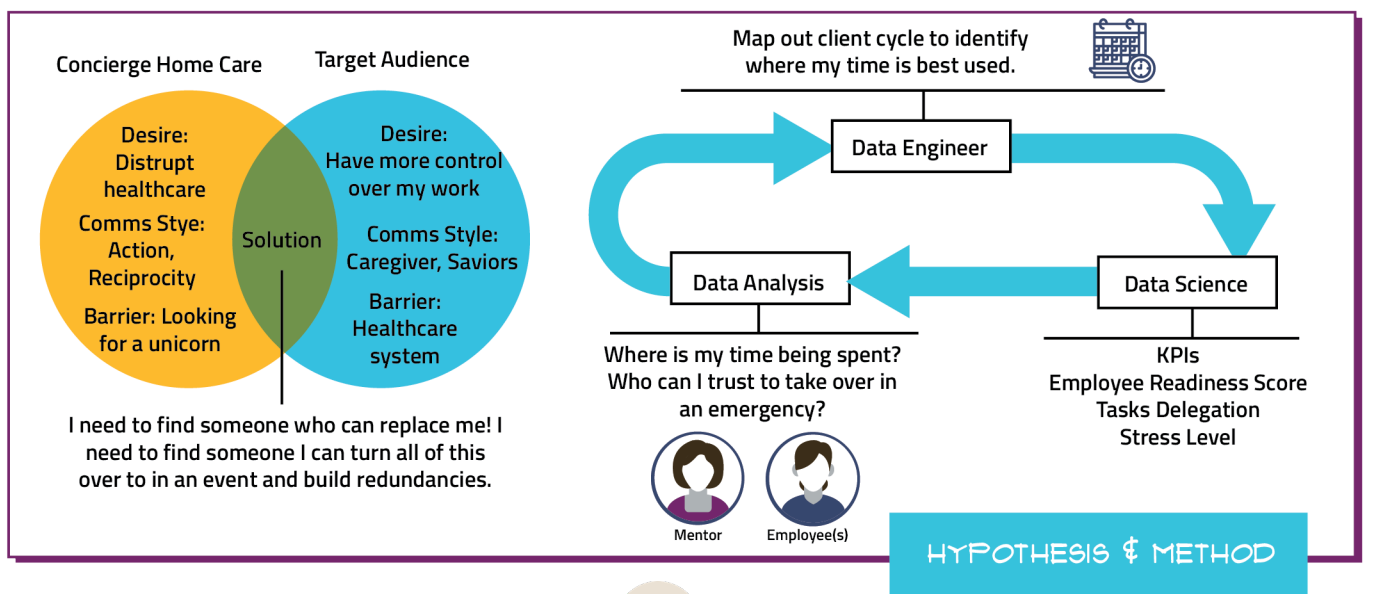 Concierge Home Care
Target Audience
Desire:
Distrupt
healthcare
Comms Stye:
Action,
Reciprocity
Barrier: Looking
for a unicorn
Solution
Desire:
Have more control
over my work
Comms Style:
Caregiver, Saviors
Barrier:
Healthcare
system
I need to find someone who can replace me! I
need to find someone I can turn all of this
over to in an event and build redundancies.
Map out client cycle to identify
where my time is best used.
Data Engineer
Data Analysis
Data Science
Where is my time being spent?
Who can I trust to take over in
an emergency?
Mentor
Employee(s)
KPIs
Employee Readiness Score
Tasks Delegation
Stress Level
HYPOTHESIS & METHOD